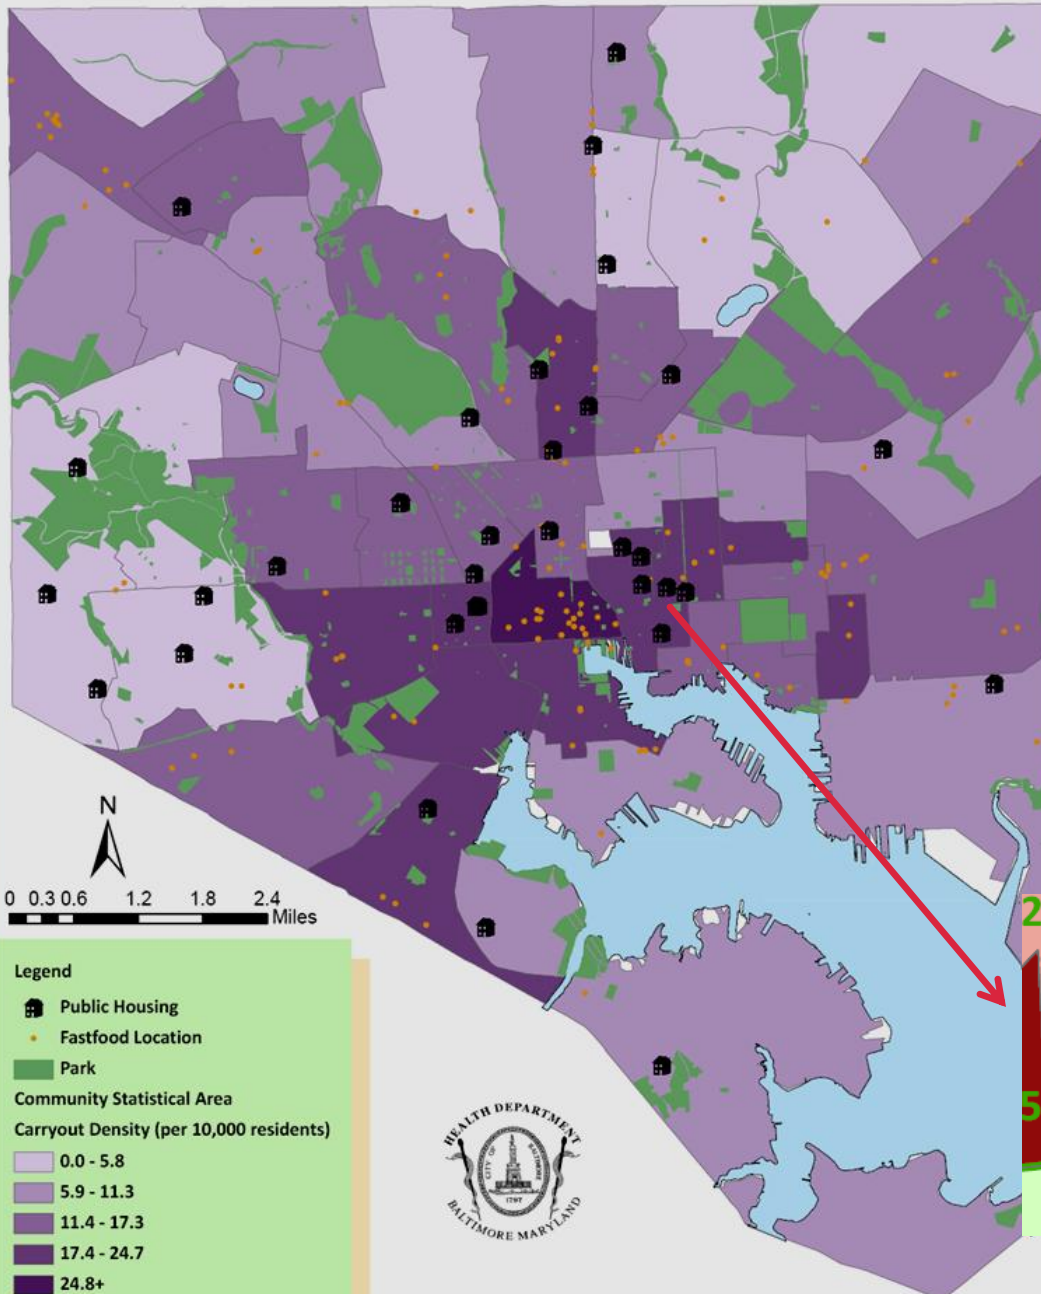 N
0 0.3 0.6 1.2 1.8 2.4
Miles
Legend
Public Housing
Fastfood Location
Park
Community Statistical Area
Carryout Density (per 10,000 residents)
0.0 - 5.8
5.9 - 11.3
11.4 - 17.3
17.4 - 24.7
24.8+
HEALTH DEPARTMENT
CITY OF BALTIMORE
1797
BALTIMORE MARYLAND
2
5